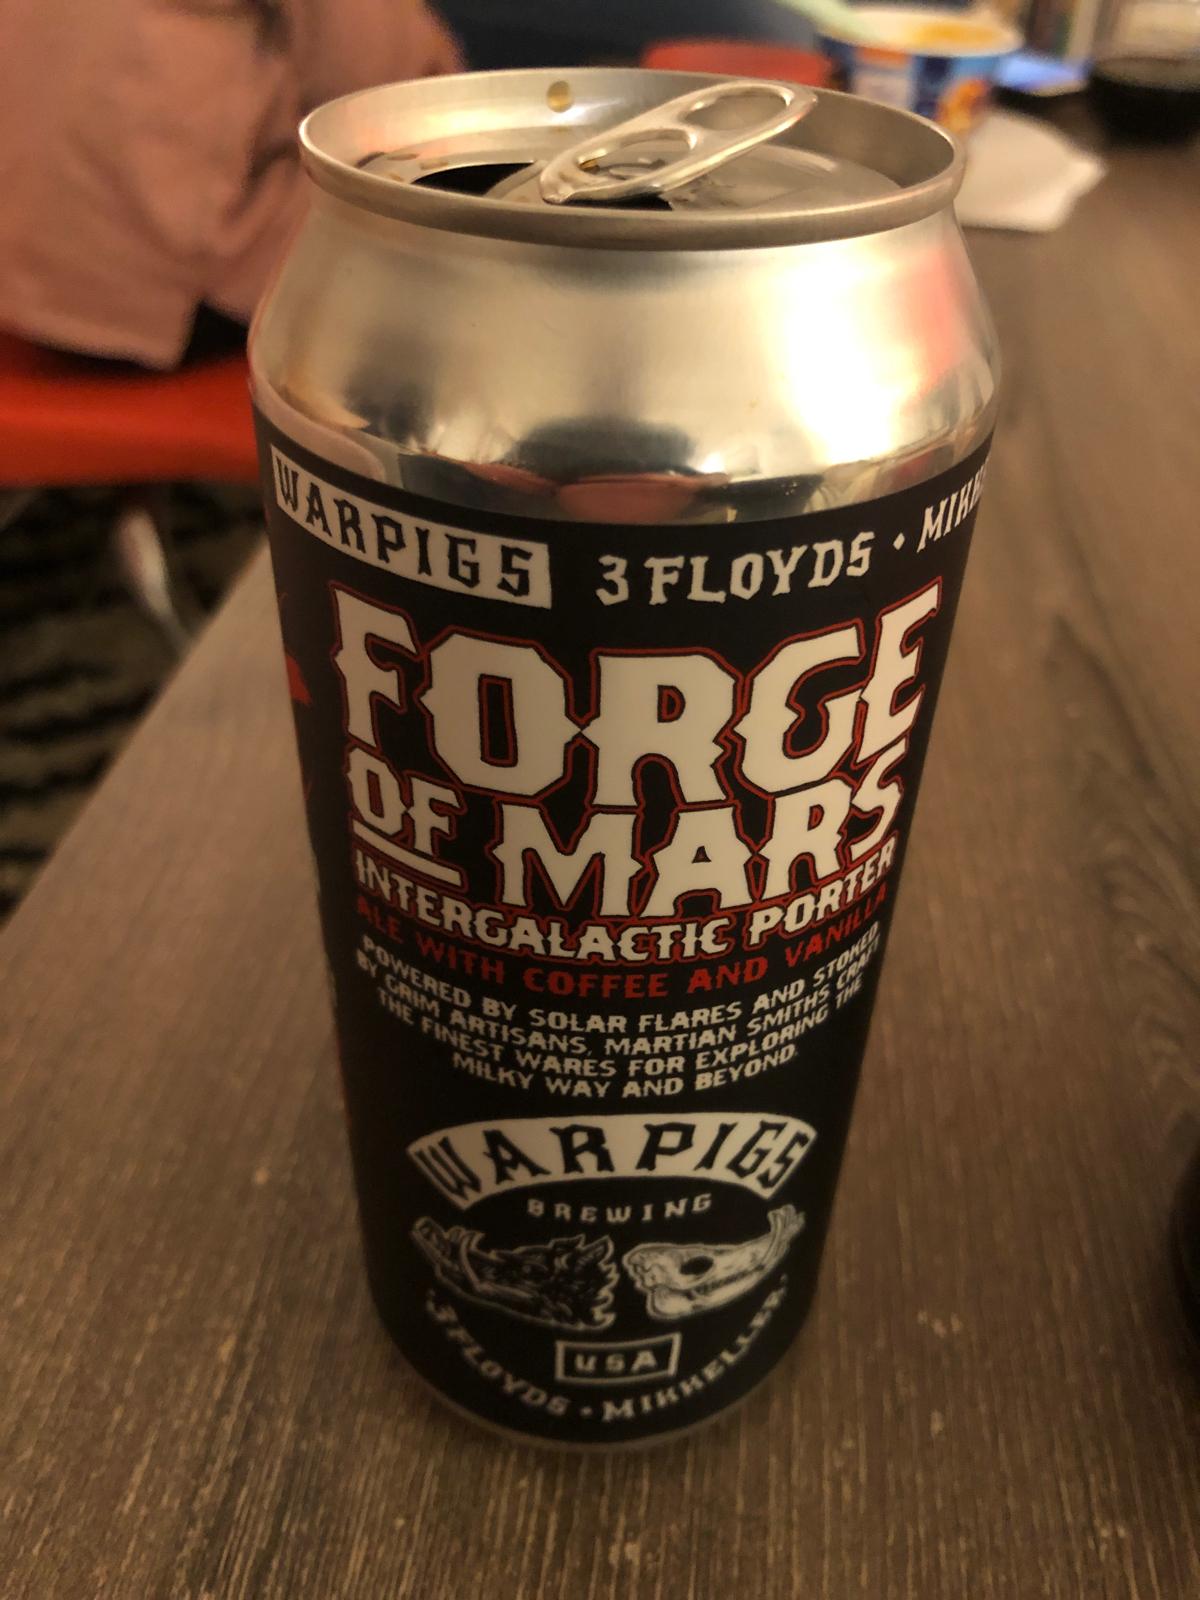 WARPIGS 3 FLOYDS •
FORGE
OF MARS
INTERGALACTIC PORTER
ALE WITH COFFEE AND VANILLA
POWERED BY SOLAR FLARES AND STOKED
BY GRIM ARTISANS, MARTIAN SMITHS CRAFT
THE FINEST WARES FOR EXPLORING THE
MILKY WAY AND BEYOND.
WARPIGS
BREWING
USA
3 FLOYDS • MIKKELLER